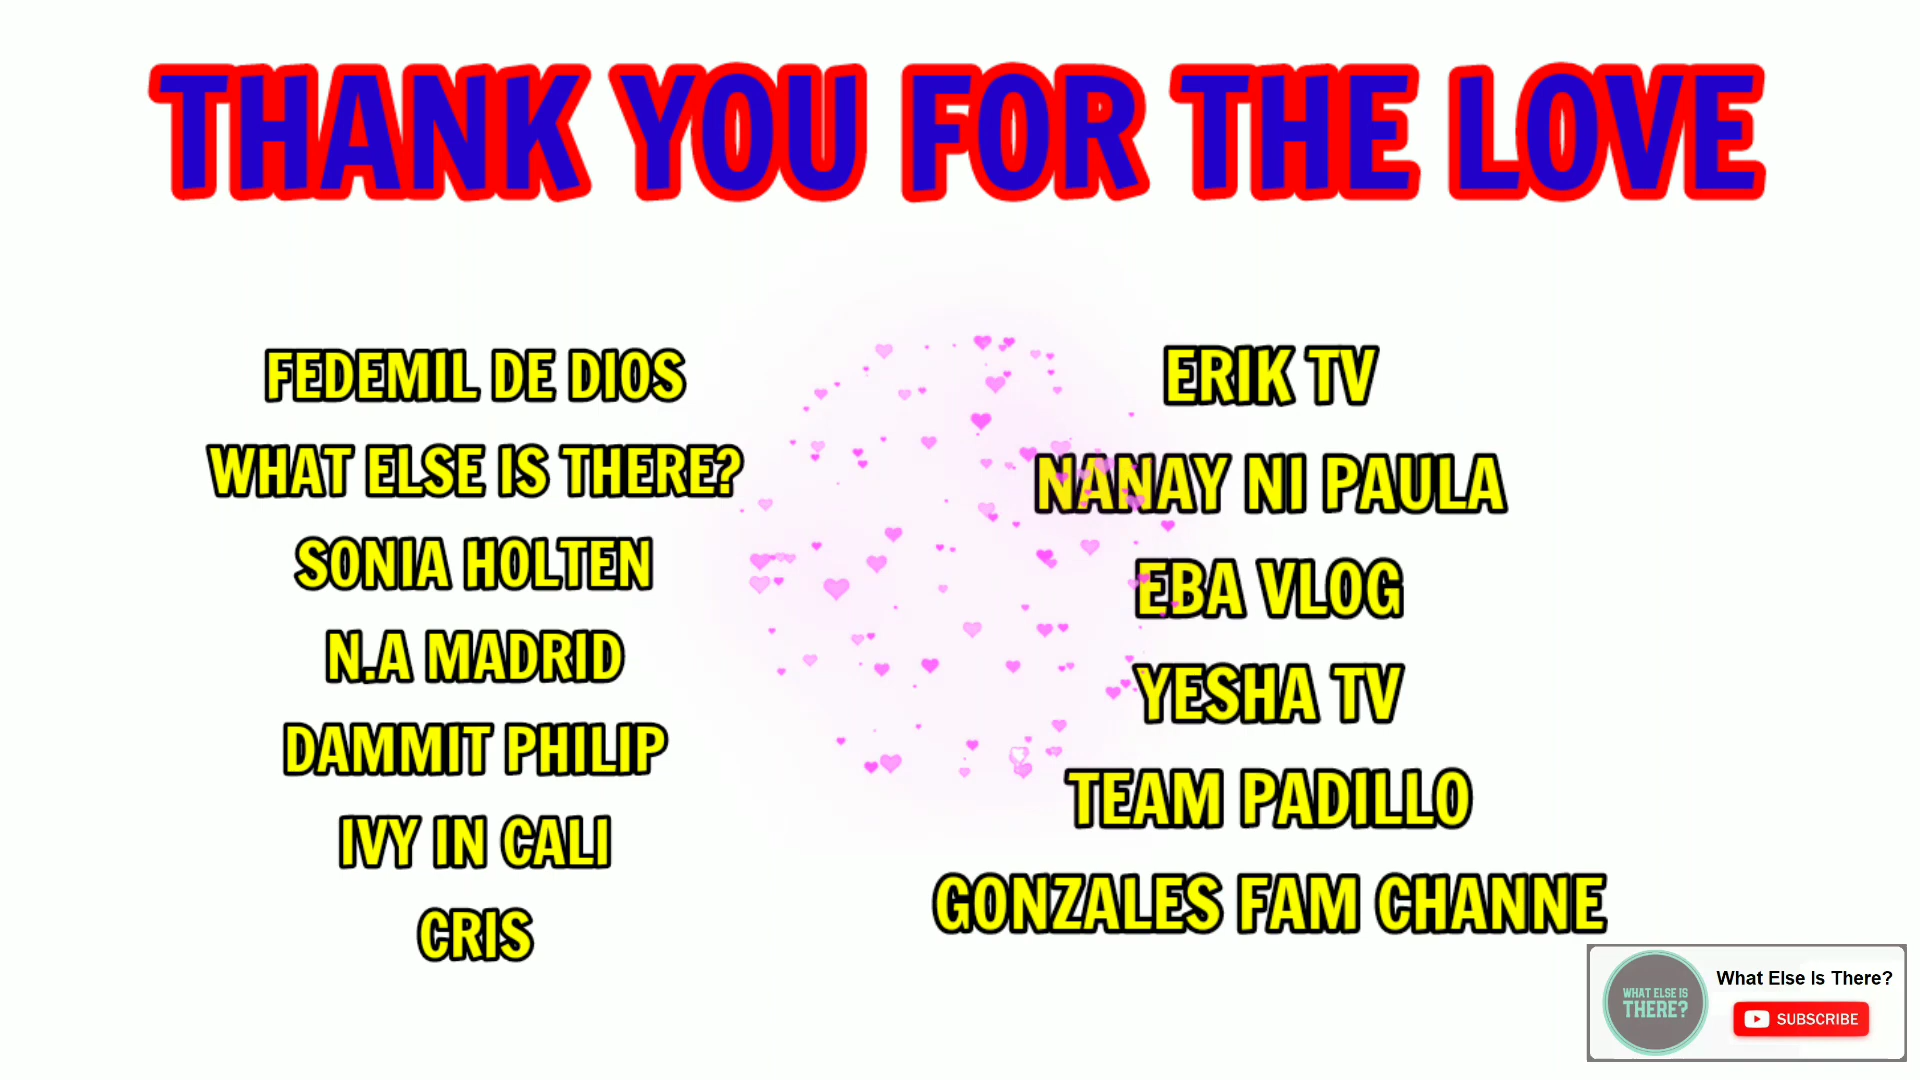 THANK YOU FOR THE LOVE
FEDEMIL DE DIOS
WHAT ELSE IS THERE?
SONIA HOLTEN
N.A MADRID
DAMMIT PHILIP
IVY IN CALI
CRIS
ERIK TV
NANAY NI PAULA
EBA VLOG
YESHA TV
TEAM PADILLO
GONZALES FAM CHANNE
WHAT ELSE IS
THERE?
What Else Is There?
SUBSCRIBE